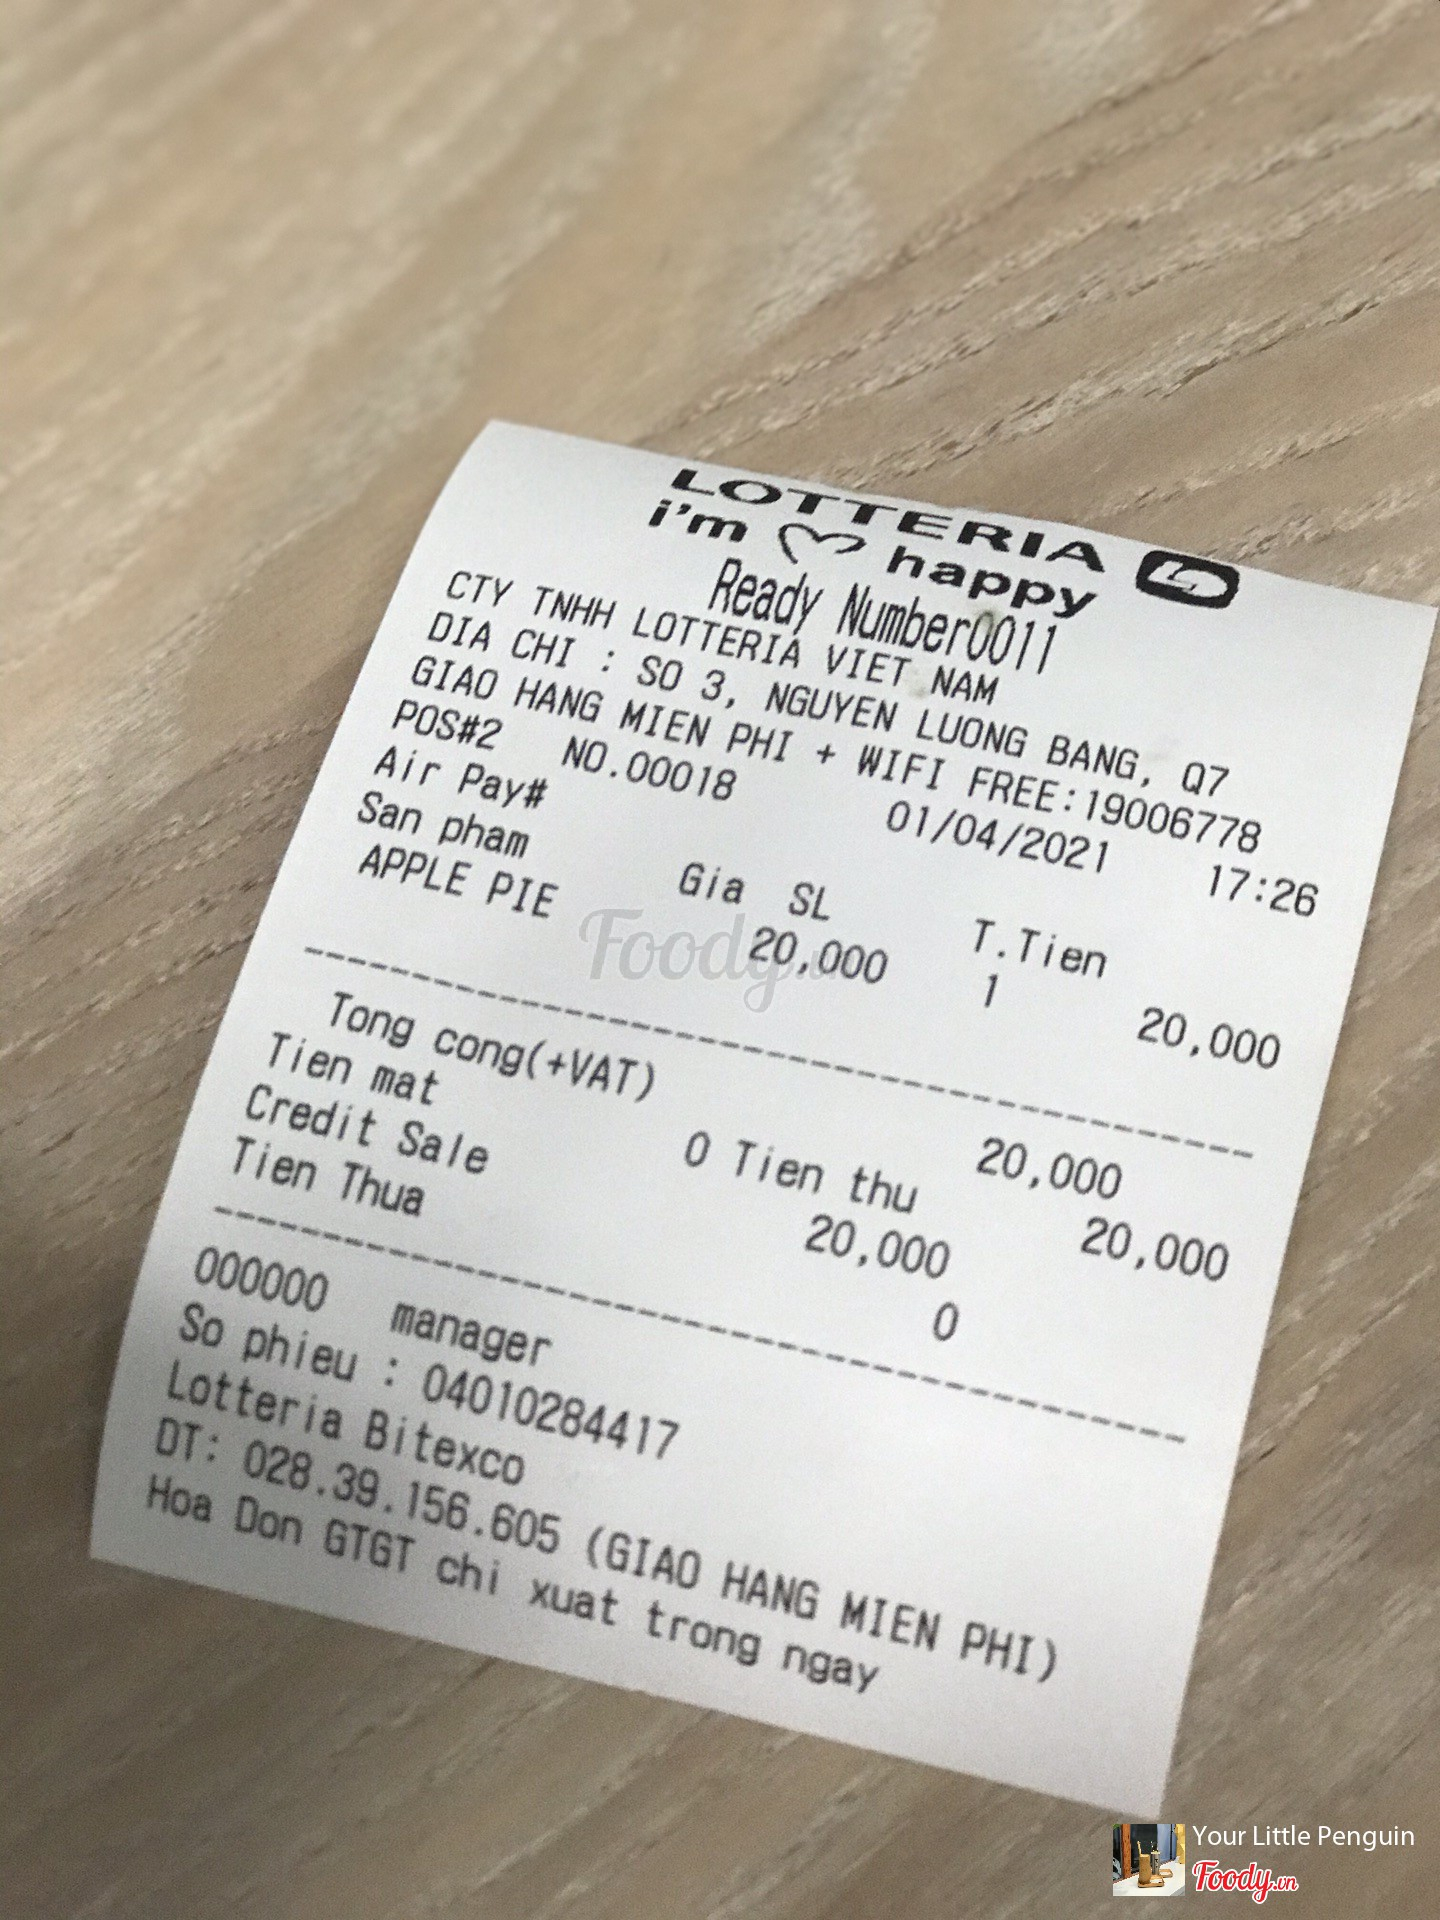 LOTTERIA
i'm happy
Ready Number0011
CTY TNHH LOTTERIA VIET NAM
DIA CHI : SO 3, NGUYEN LUONG BANG, Q7
GIAO HANG MIEN PHI + WIFI FREE:19006778
POS#2 NO.00018 01/04/2021 17:26
Air Pay#
San pham Gia SL T.Tien
APPLE PIE 20,000 1 20,000
Foody.vn
Tong cong(+VAT) 20,000
Tien mat 0 Tien thu 20,000
Credit Sale 20,000
Tien Thua 0
000000 manager
So phieu : 04010284417
Lotteria Bitexco
DT: 028.39.156.605 (GIAO HANG MIEN PHI)
Hoa Don GTGT chi xuat trong ngay
Your Little Penguin
Foody.vn